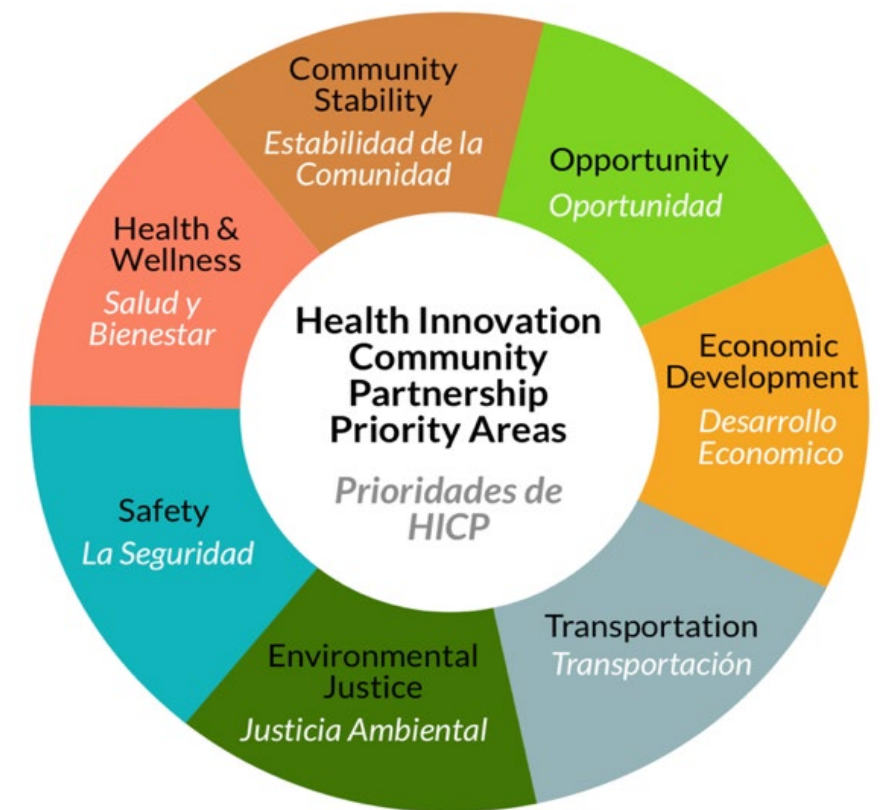 Health Innovation
Community
Partnership
Priority Areas
Prioridades de
HICP
Community
Stability
Estabilidad de la
Comunidad
Opportunity
Oportunidad
Economic
Development
Desarrollo
Economico
Transportation
Transportación
Environmental
Justice
Justicia Ambiental
Safety
La Seguridad
Health &
Wellness
Salud y
Bienestar